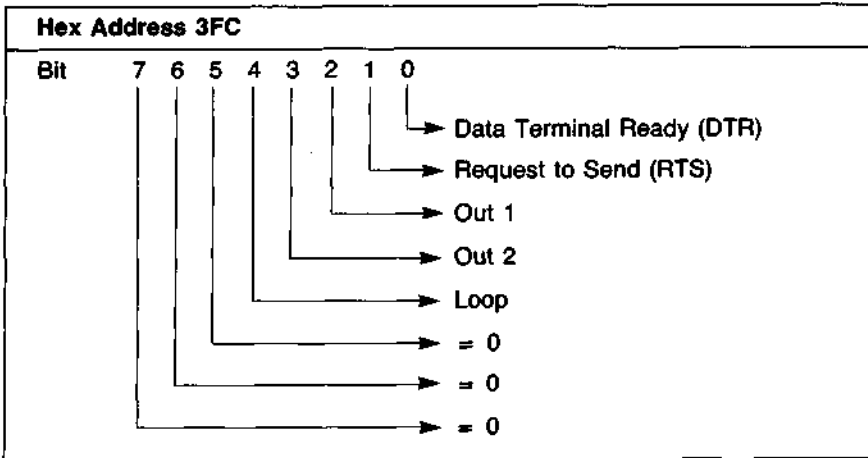 Hex Address 3FC
Bit 7 6 5 4 3 2 1 0
Data Terminal Ready (DTR)
Request to Send (RTS)
Out 1
Out 2
Loop
= 0
= 0
= 0